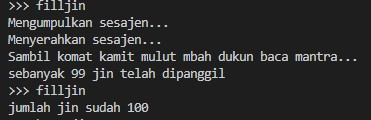 >>> filljin
Mengumpulkan sesajen...
Menyerahkan sesajen...
Sambil komat kamit mulut mbah dukun baca mantra...
sebanyak 99 jin telah dipanggil
>>> filljin
jumlah jin sudah 100